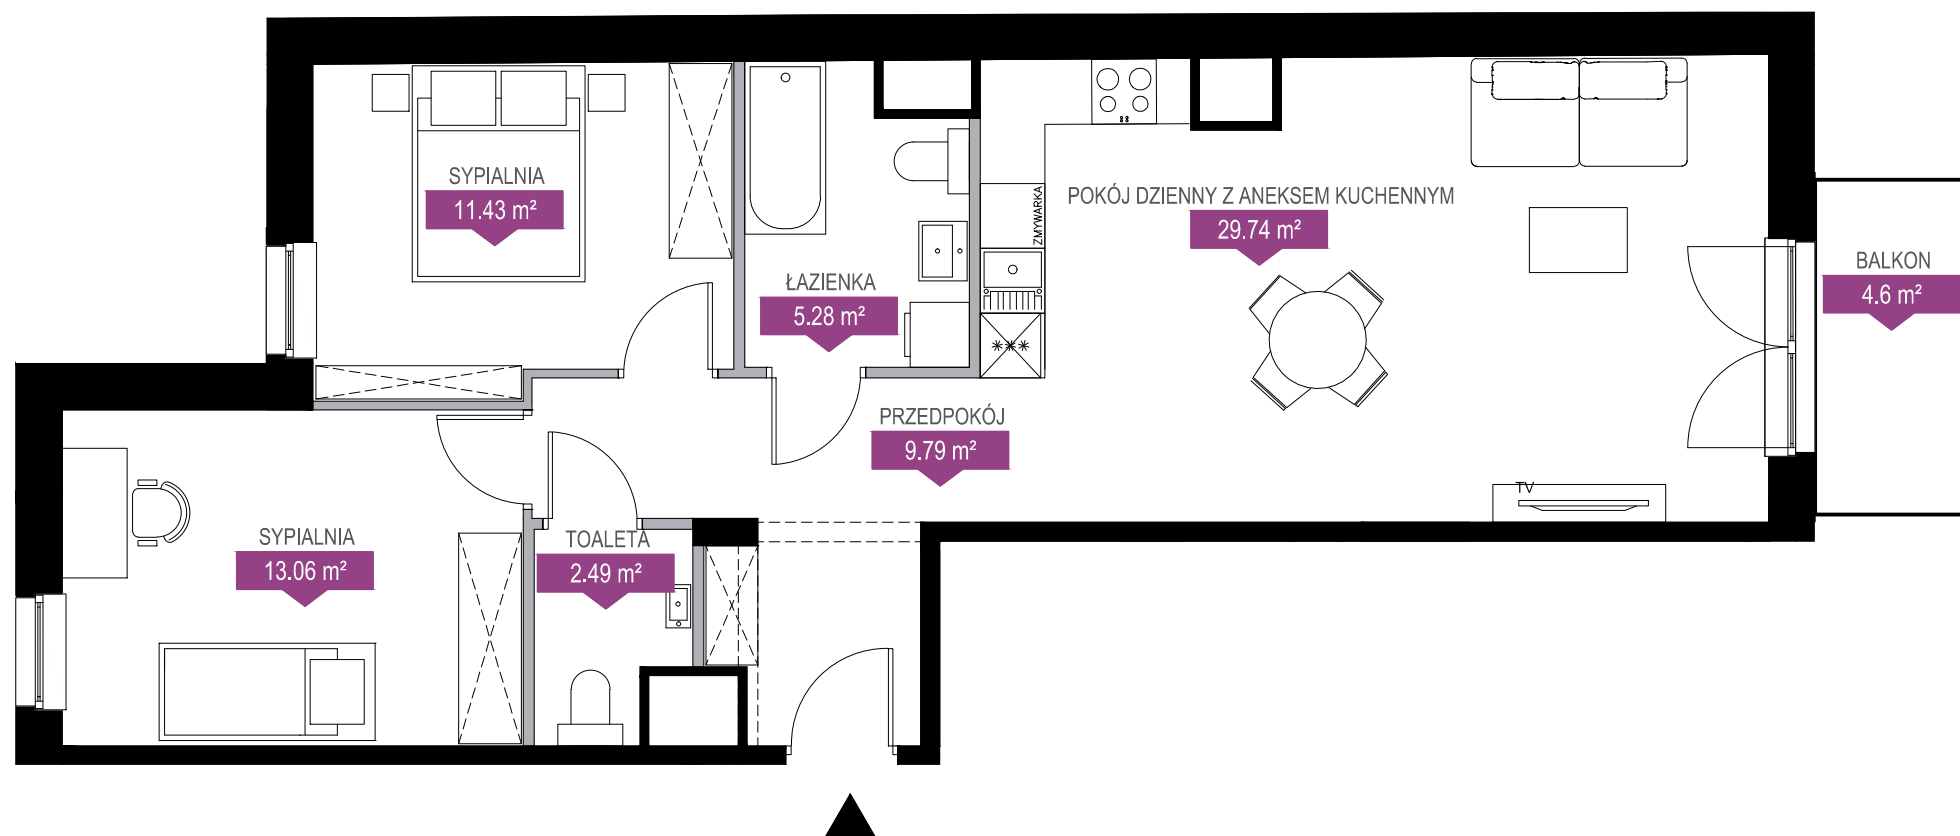 SYPIALNIA
11.43 m²
ŁAZIENKA
5.28 m²
ZMYWARKA
POKÓJ DZIENNY Z ANEKSEM KUCHENNYM
29.74 m²
BALKON
4.6 m²
PRZEDPOKÓJ
9.79 m²
TV
SYPIALNIA
13.06 m²
TOALETA
2.49 m²